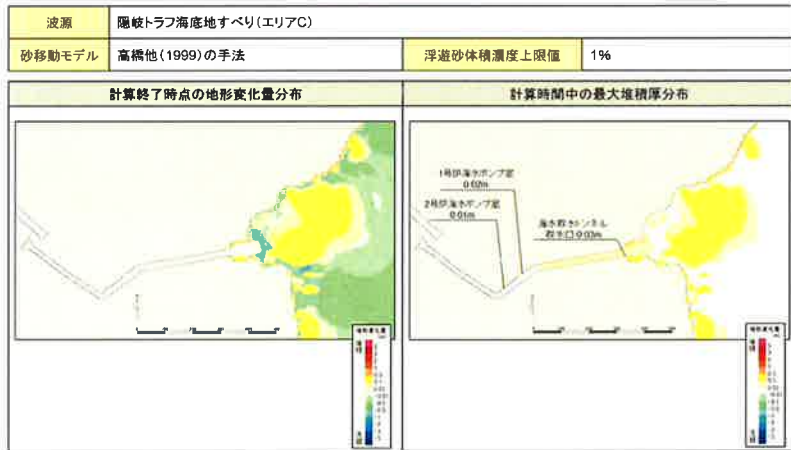 波源 隠岐トラフ海底地すべり(エリアC)
砂移動モデル 高橋他(1999)の手法 浮遊砂体積濃度上限値 1%
計算終了時点の地形変化量分布 計算時間中の最大堆積厚分布
1号炉海水ポンプ室
0.02m
2号炉海水ポンプ室
0.01m
海水取水トンネル
取水口 0.03m